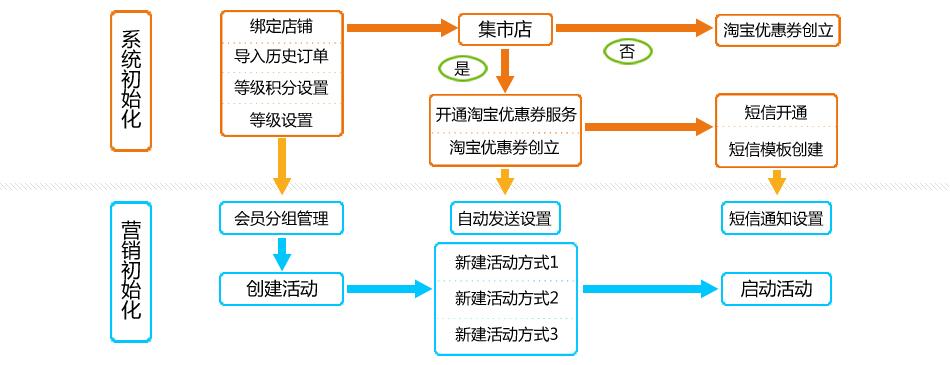 系统初始化
绑定店铺
导入历史订单
等级积分设置
等级设置
集市店
是
否
淘宝优惠券创立
开通淘宝优惠券服务
淘宝优惠券创立
短信开通
短信模板创建
营销初始化
会员分组管理
自动发送设置
短信通知设置
创建活动
新建活动方式1
新建活动方式2
新建活动方式3
启动活动